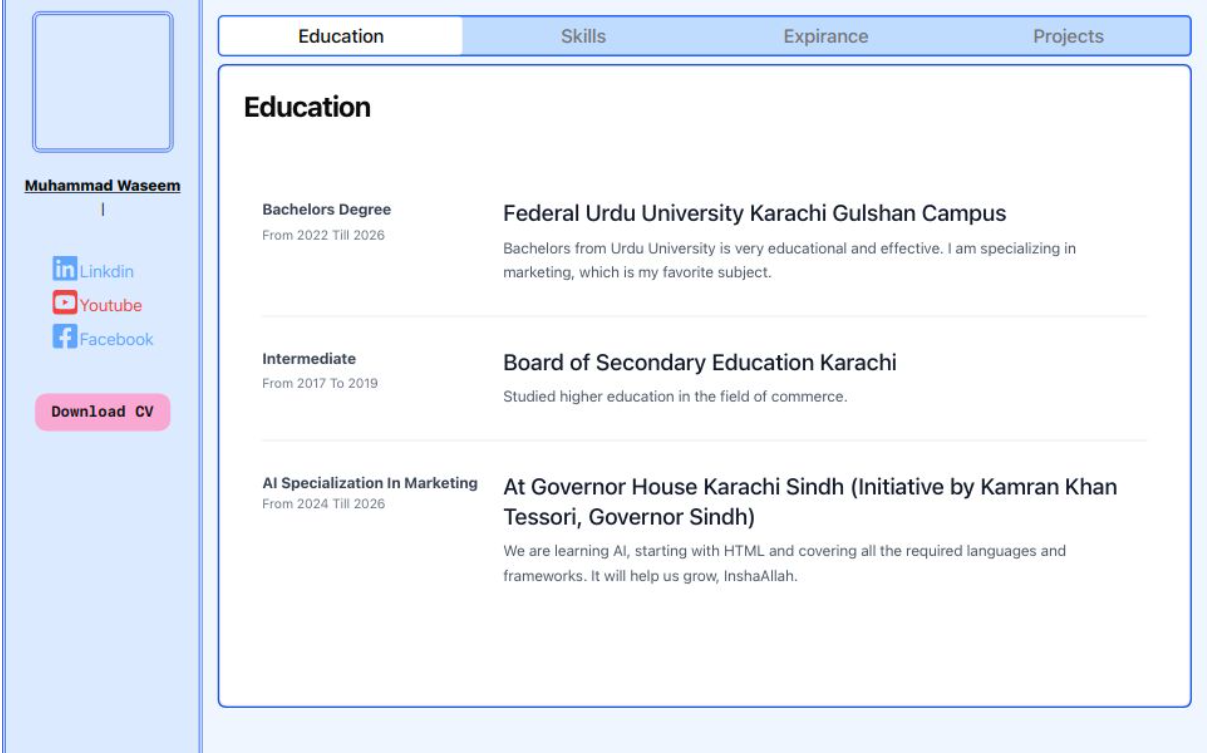 Muhammad Waseem
|
Linkdin
Youtube
Facebook
Download CV
Education
Skills
Expirance
Projects
Education
Bachelors Degree
From 2022 Till 2026
Federal Urdu University Karachi Gulshan Campus
Bachelors from Urdu University is very educational and effective. I am specializing in
marketing, which is my favorite subject.
Intermediate
From 2017 To 2019
Board of Secondary Education Karachi
Studied higher education in the field of commerce.
AI Specialization In Marketing
From 2024 Till 2026
At Governor House Karachi Sindh (Initiative by Kamran Khan
Tessori, Governor Sindh)
We are learning AI, starting with HTML and covering all the required languages and
frameworks. It will help us grow, InshaAllah.